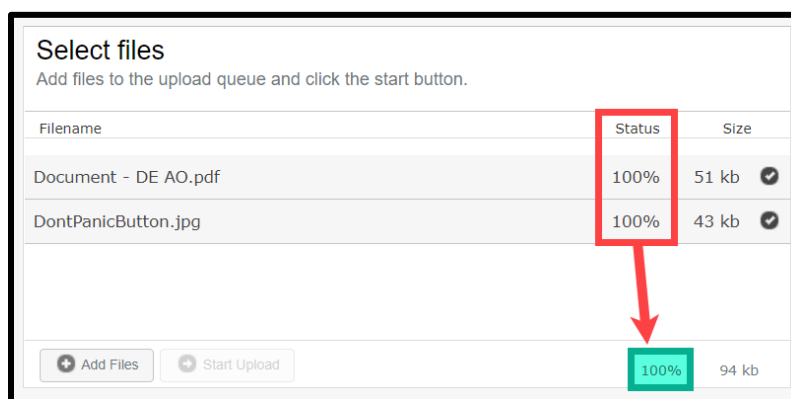 Select files
Add files to the upload queue and click the start button.
Filename Status Size
Document - DE AO.pdf 100% 51 kb
DontPanicButton.jpg 100% 43 kb
Add Files Start Upload 100% 94 kb